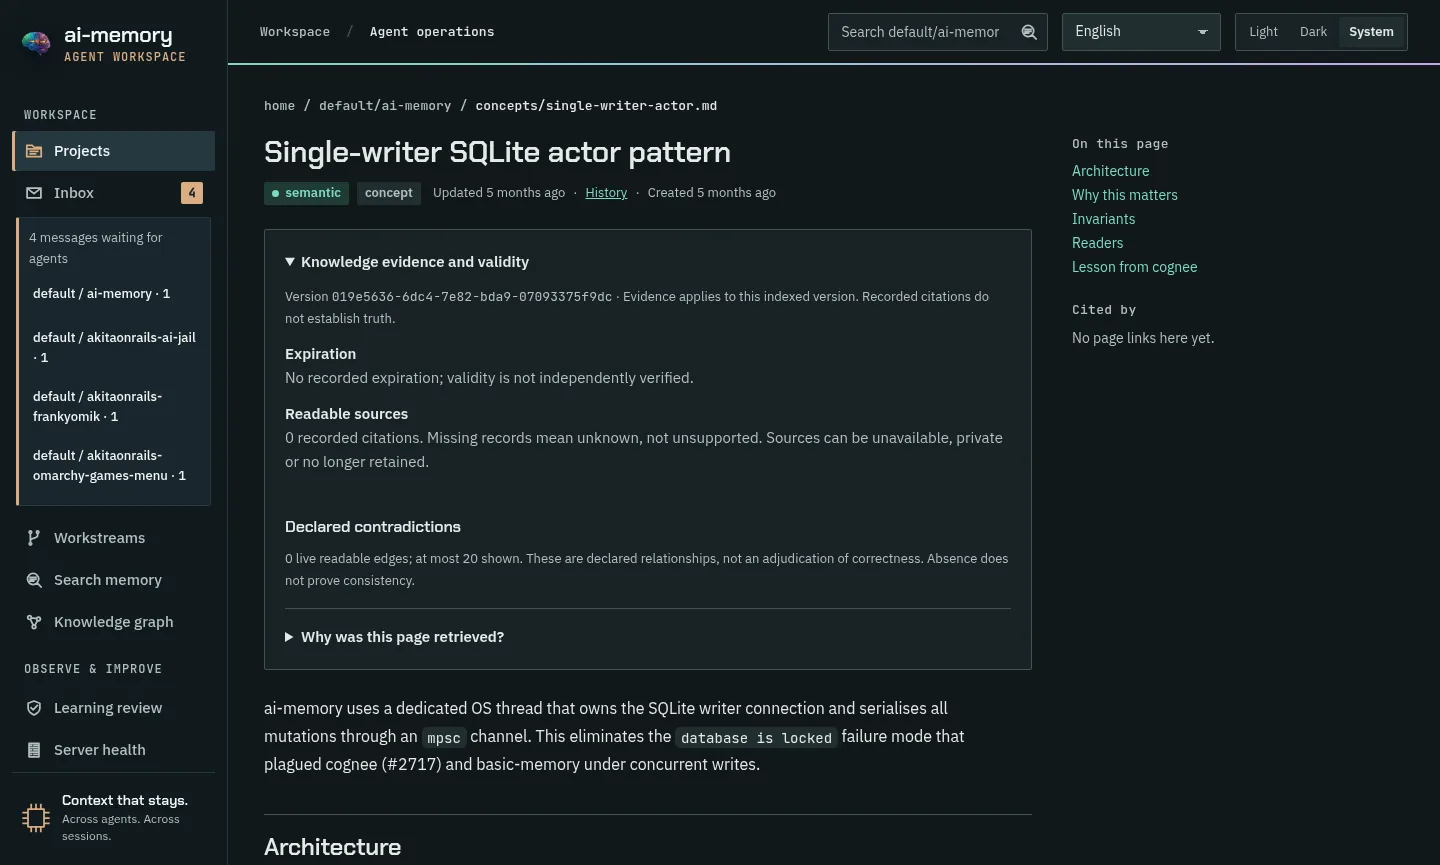 ai-memory
AGENT WORKSPACE
WORKSPACE
Projects
Inbox
4
4 messages waiting for
agents
default / ai-memory · 1
default / akitaonrails-ai-jail
· 1
default / akitaonrails-
frankyomik · 1
default / akitaonrails-
omarchy-games-menu · 1
Workstreams
Search memory
Knowledge graph
OBSERVE & IMPROVE
Learning review
Server health
Context that stays.
Across agents. Across
sessions.
Workspace / Agent operations
Search default/ai-memor
English
Light Dark System
home / default/ai-memory / concepts/single-writer-actor.md
Single-writer SQLite actor pattern
semantic concept Updated 5 months ago · History · Created 5 months ago
Knowledge evidence and validity
Version 019e5636-6dc4-7e82-bda9-07093375f9dc · Evidence applies to this indexed version. Recorded citations do
not establish truth.
Expiration
No recorded expiration; validity is not independently verified.
Readable sources
0 recorded citations. Missing records mean unknown, not unsupported. Sources can be unavailable, private
or no longer retained.
Declared contradictions
0 live readable edges; at most 20 shown. These are declared relationships, not an adjudication of correctness. Absence does
not prove consistency.
Why was this page retrieved?
ai-memory uses a dedicated OS thread that owns the SQLite writer connection and serialises all
mutations through an mpsc channel. This eliminates the database is locked failure mode that
plagued cognee (#2717) and basic-memory under concurrent writes.
Architecture
On this page
Architecture
Why this matters
Invariants
Readers
Lesson from cognee
Cited by
No page links here yet.